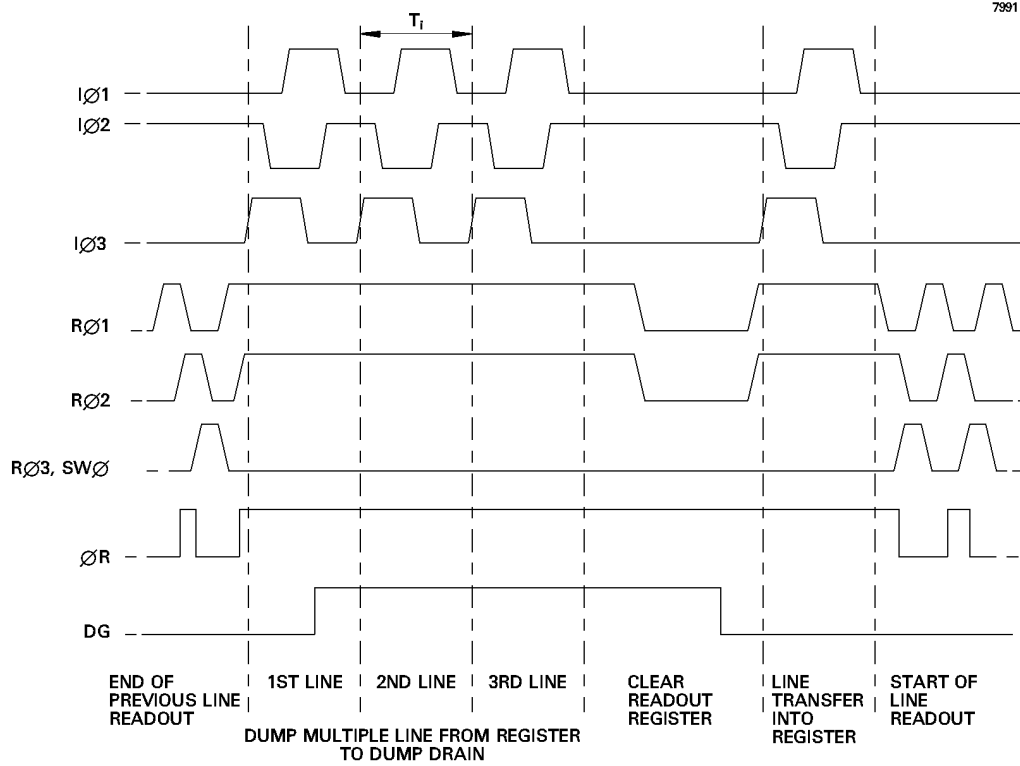 7991
Ti
IØ1
IØ2
IØ3
RØ1
RØ2
RØ3, SWØ
ØR
DG
END OF
PREVIOUS LINE
READOUT
1ST LINE
2ND LINE
3RD LINE
DUMP MULTIPLE LINE FROM REGISTER
TO DUMP DRAIN
CLEAR
READOUT
REGISTER
LINE
TRANSFER
INTO
REGISTER
START OF
LINE
READOUT